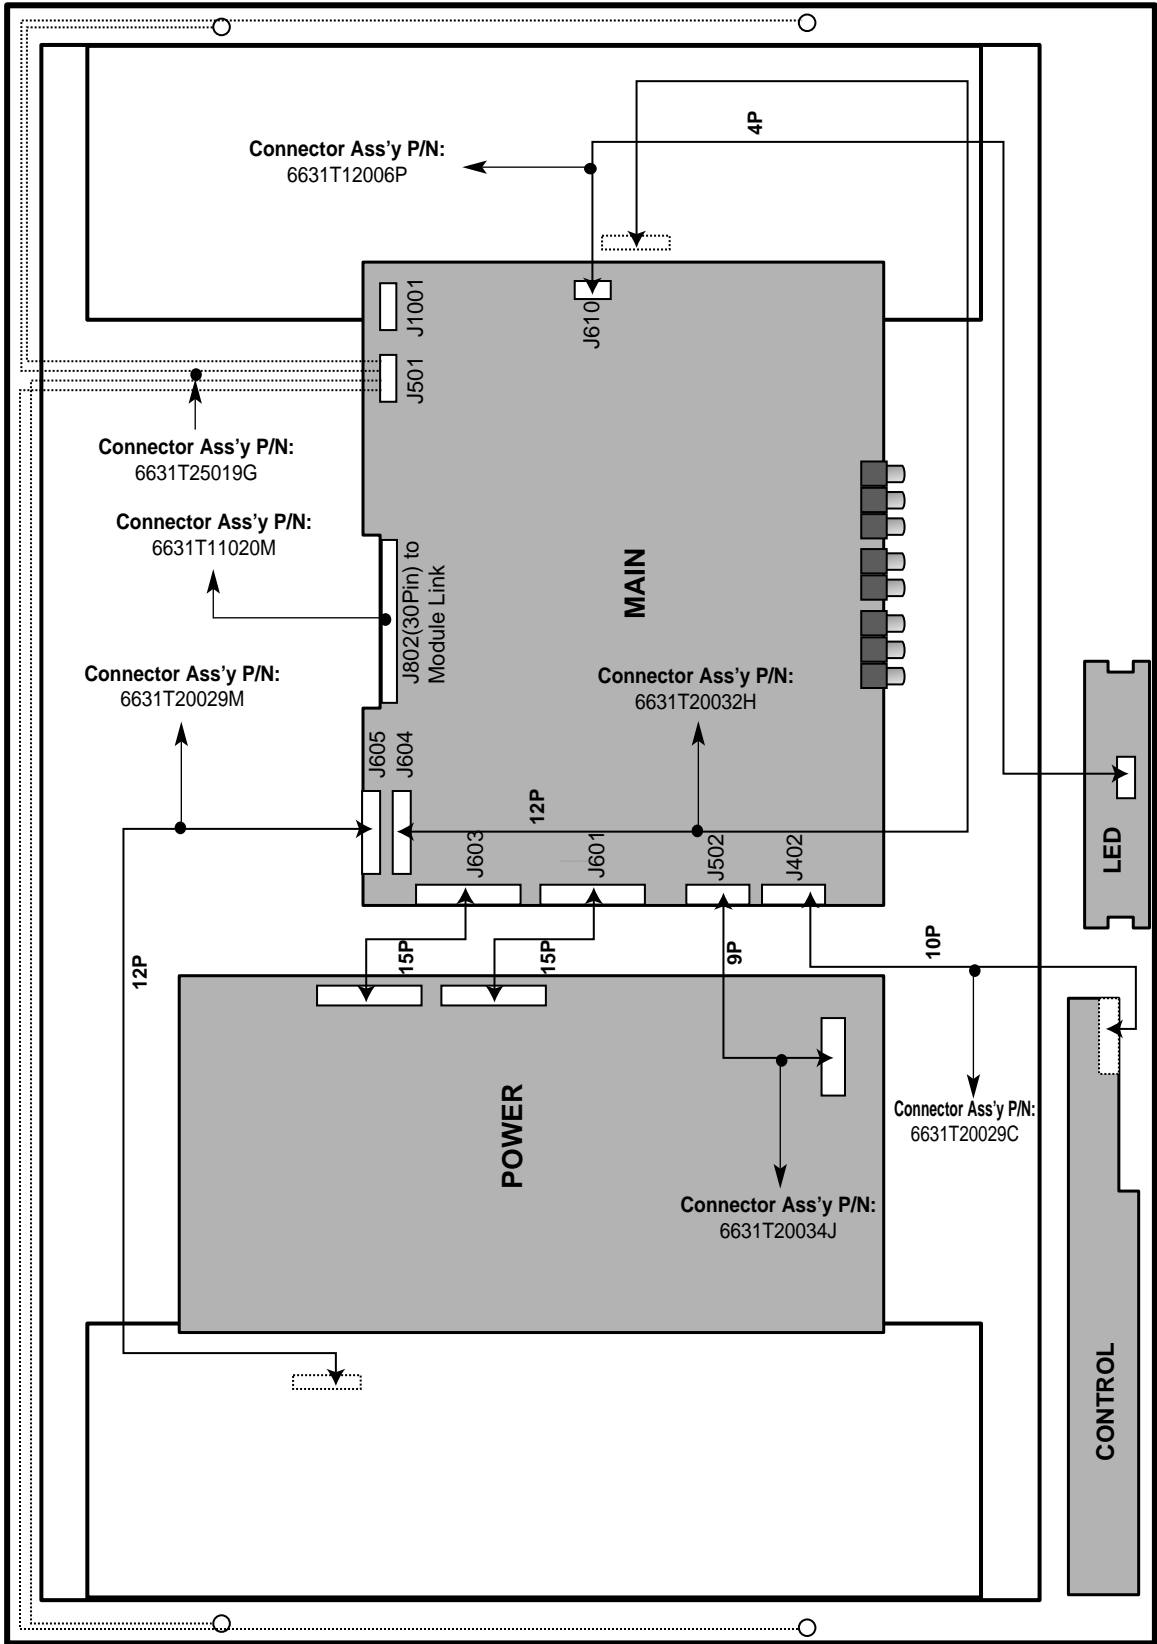 4P
Connector Ass'y P/N:
6631T12006P
J1001
J610
J501
Connector Ass'y P/N:
6631T25019G
Connector Ass'y P/N:
6631T11020M
J802(30Pin) to
Module Link
MAIN
Connector Ass'y P/N:
6631T20029M
Connector Ass'y P/N:
6631T20032H
J605
J604
12P
J603
J601
J502
J402
LED
12P
15P
15P
9P
10P
POWER
Connector Ass'y P/N:
6631T20029C
Connector Ass'y P/N:
6631T20034J
CONTROL